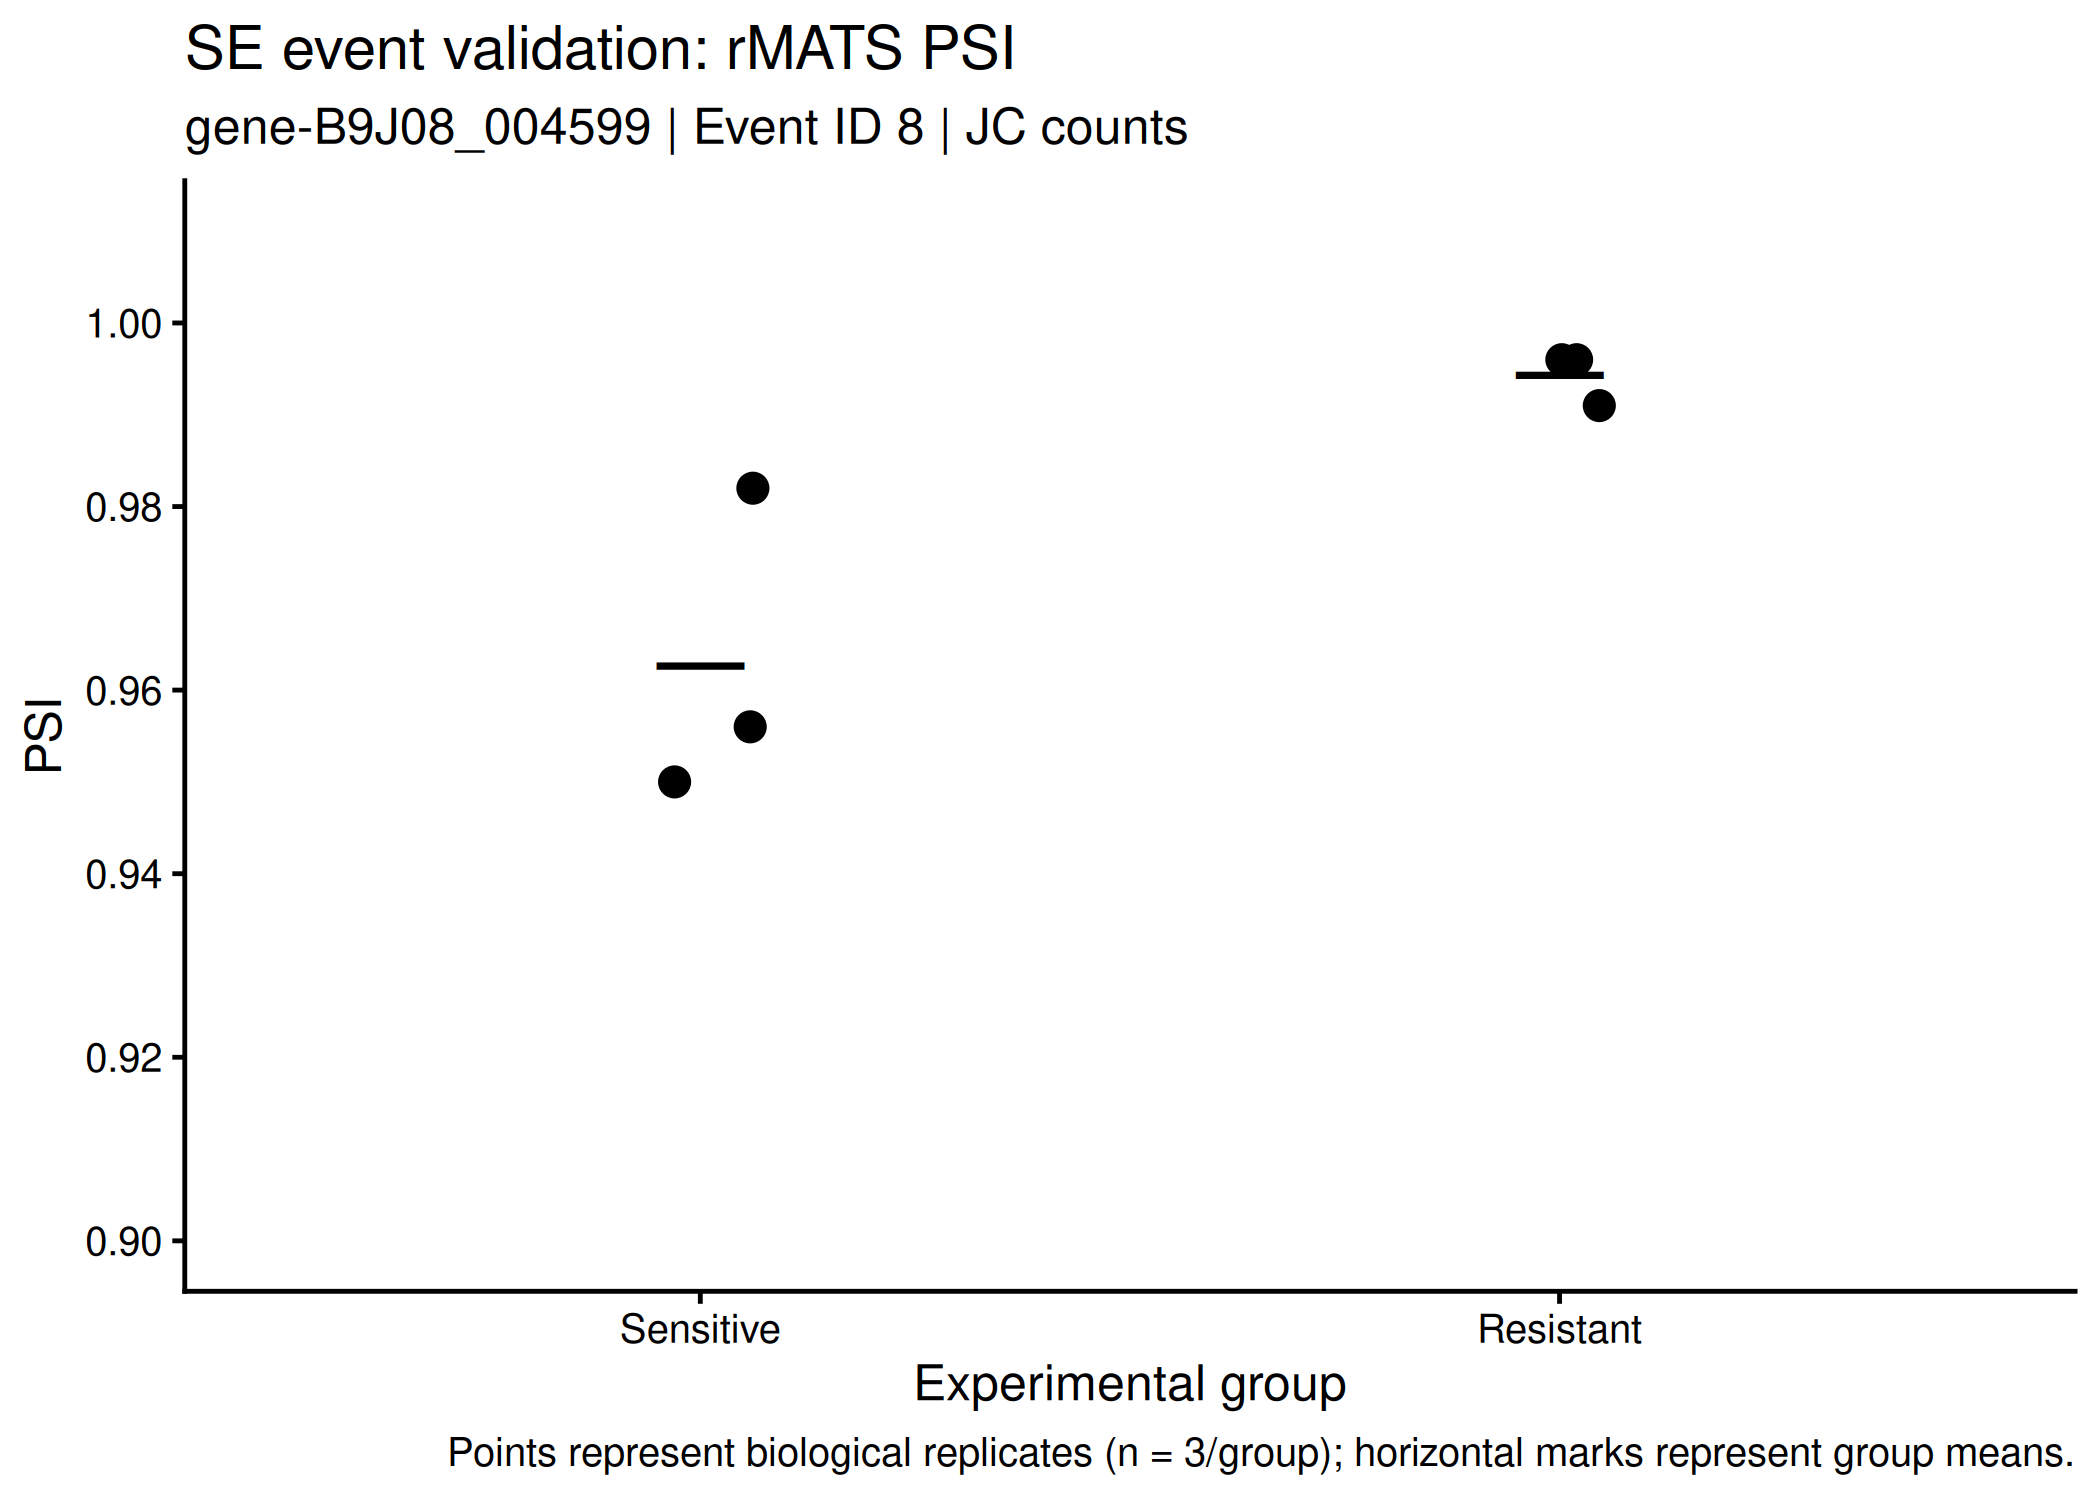 SE event validation: rMATS PSI
gene-B9J08_004599 | Event ID 8 | JC counts
PSI
1.00
0.98
0.96
0.94
0.92
0.90
Sensitive
Resistant
Experimental group
Points represent biological replicates (n = 3/group); horizontal marks represent group means.